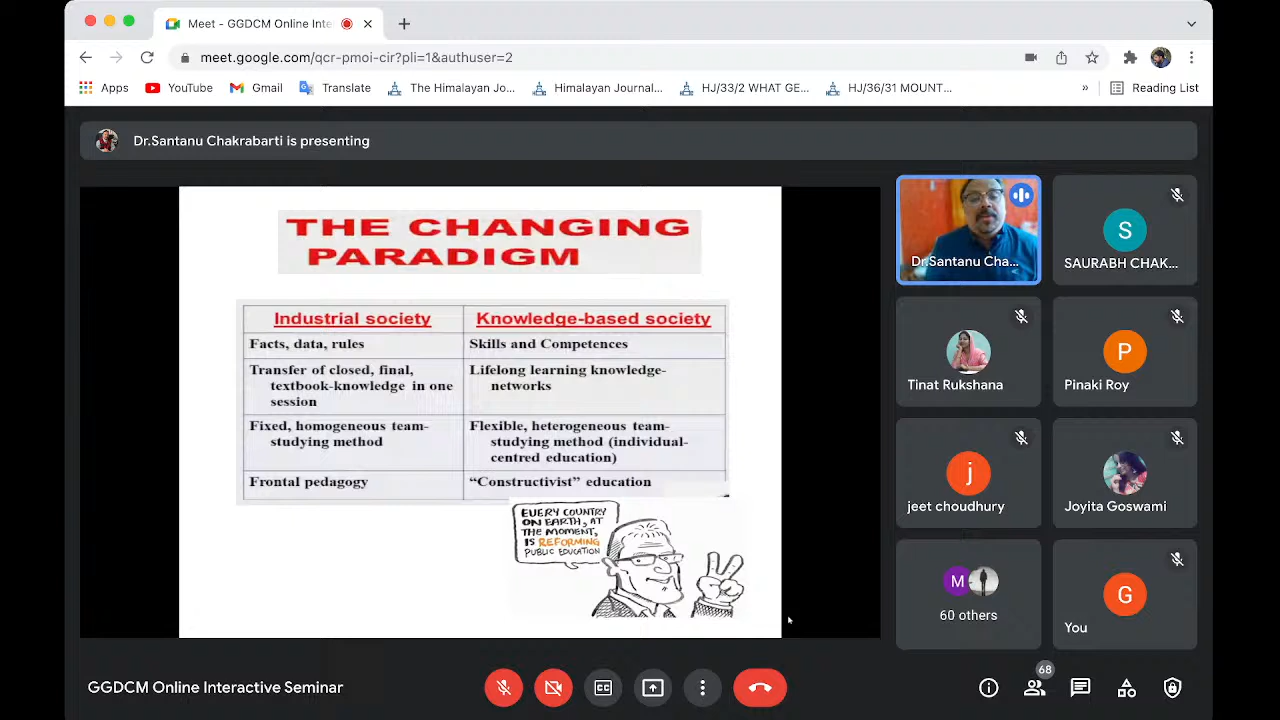 Meet - GGDCM Online Inte
meet.google.com/qcr-pmoi-cir?pli=1&authuser=2
Apps
YouTube
Gmail
Translate
The Himalayan Jo...
Himalayan Journal...
HJ/33/2 WHAT GE...
HJ/36/31 MOUNT...
»
Reading List
Dr.Santanu Chakrabarti is presenting
THE CHANGING
PARADIGM
Industrial society
Knowledge-based society
Facts, data, rules
Skills and Competences
Transfer of closed, final,
textbook-knowledge in one
session
Lifelong learning knowledge-
networks
Fixed, homogeneous team-
studying method
Flexible, heterogeneous team-
studying method (individual-
centred education)
Frontal pedagogy
“Constructivist” education
EVERY COUNTRY
ON EARTH, AT
THE MOMENT,
IS REFORMING
PUBLIC EDUCATION
Dr.Santanu Cha...
S
SAURABH CHAK...
Tinat Rukshana
P
Pinaki Roy
j
jeet choudhury
Joyita Goswami
M
60 others
G
You
GGDCM Online Interactive Seminar
CC
68